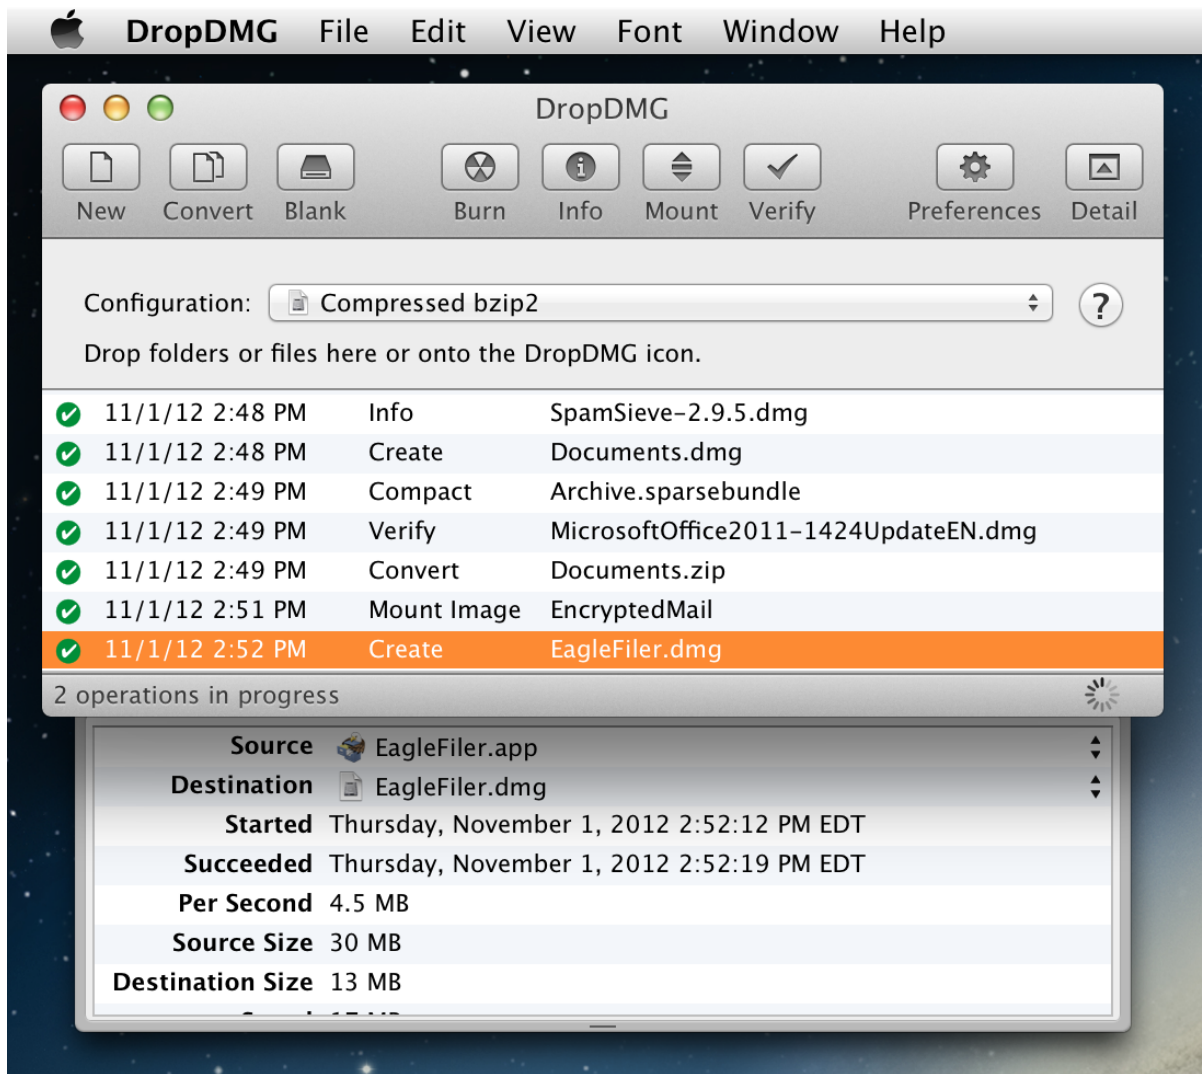 DropDMG File Edit View Font Window Help
DropDMG
New Convert Blank Burn Info Mount Verify Preferences Detail
Configuration: Compressed bzip2 ?
Drop folders or files here or onto the DropDMG icon.
11/1/12 2:48 PM Info SpamSieve-2.9.5.dmg
11/1/12 2:48 PM Create Documents.dmg
11/1/12 2:49 PM Compact Archive.sparsebundle
11/1/12 2:49 PM Verify MicrosoftOffice2011-1424UpdateEN.dmg
11/1/12 2:49 PM Convert Documents.zip
11/1/12 2:51 PM Mount Image EncryptedMail
11/1/12 2:52 PM Create EagleFiler.dmg
2 operations in progress
Source EagleFiler.app
Destination EagleFiler.dmg
Started Thursday, November 1, 2012 2:52:12 PM EDT
Succeeded Thursday, November 1, 2012 2:52:19 PM EDT
Per Second 4.5 MB
Source Size 30 MB
Destination Size 13 MB